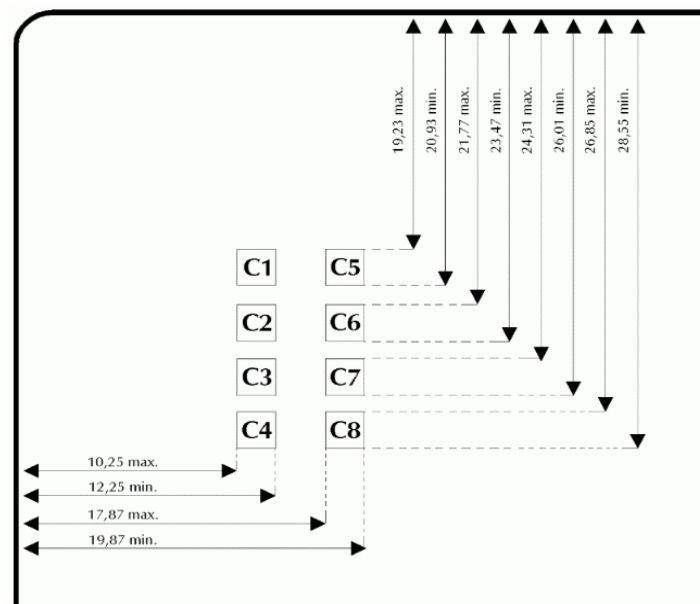 19,23 max.
20,93 min.
21,77 max.
23,47 min.
24,31 max.
26,01 min.
26,85 max.
28,55 min.
C1 C5
C2 C6
C3 C7
C4 C8
10,25 max.
12,25 min.
17,87 max.
19,87 min.